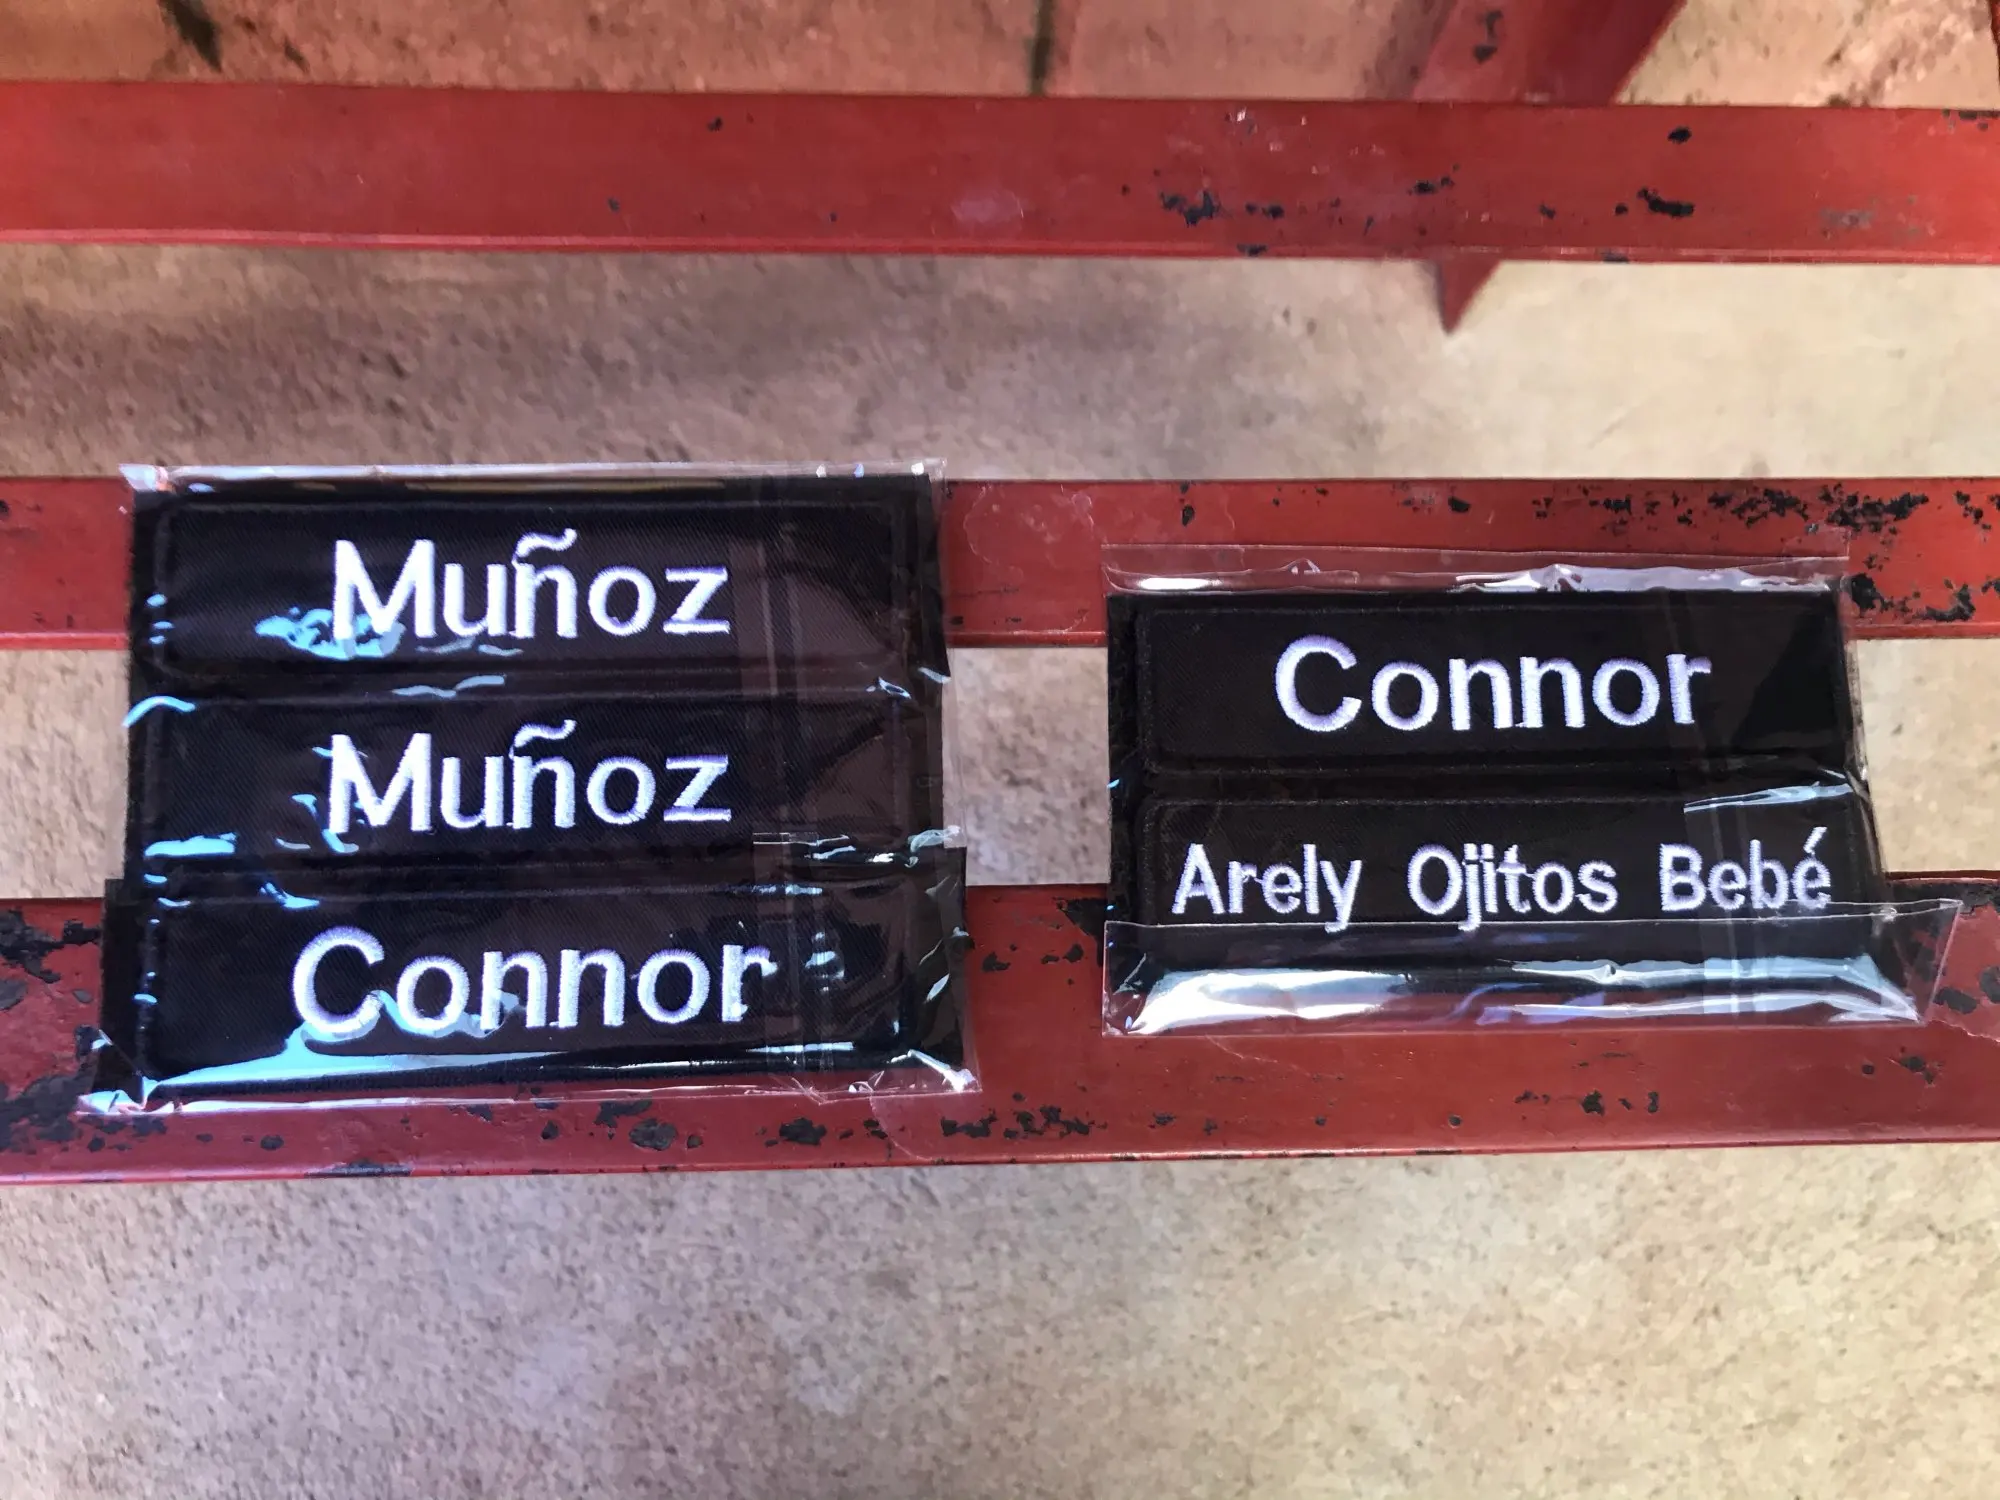 Muñoz
Muñoz
Connor
Connor
Arely Ojitos Bebé